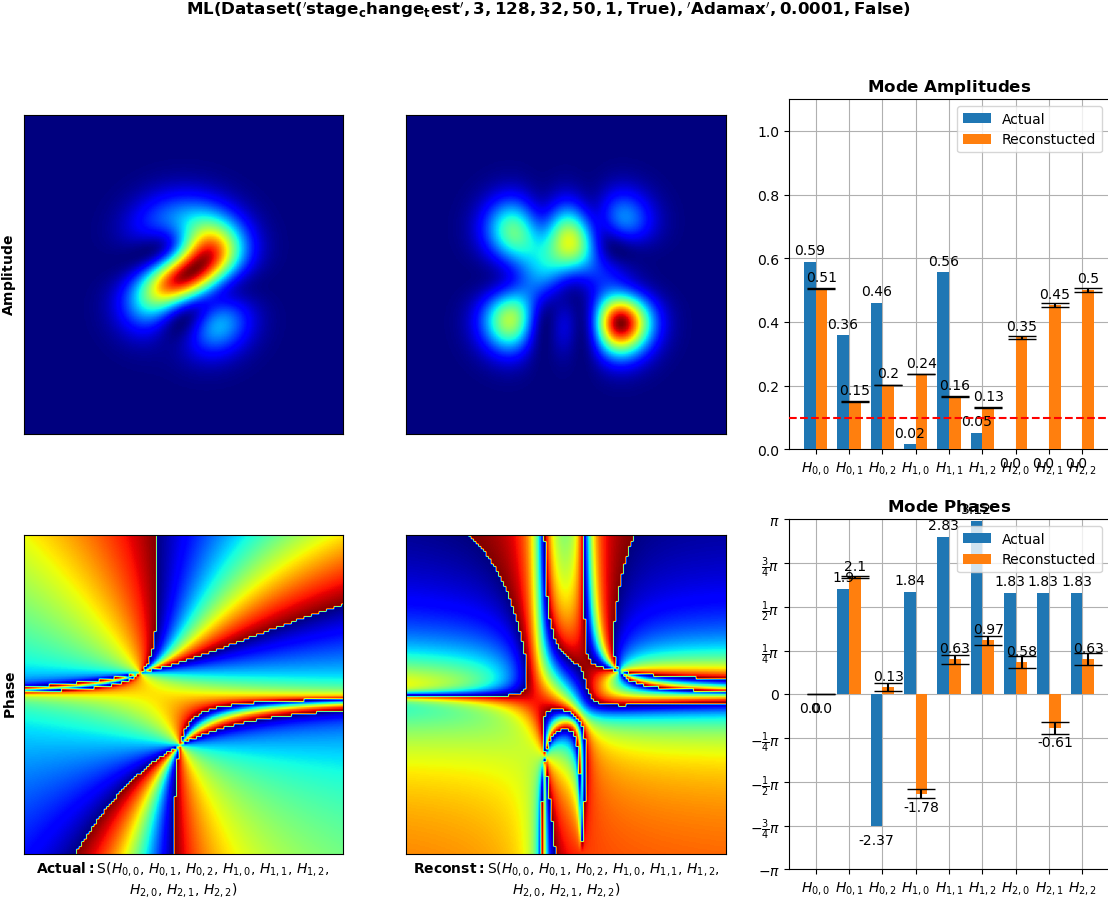 ML(Dataset('stage_change_test', 3, 128, 32, 50, 1, True), 'Adamax', 0.0001, False)
Amplitude
Mode Amplitudes
Actual
Reconstucted
1.0
0.8
0.6
0.4
0.2
0.0
0.59
0.51
0.36
0.15
0.46
0.2
0.02
0.24
0.56
0.16
0.05
0.13
0.0
0.35
0.0
0.45
0.0
0.5
H0,0 H0,1 H0,2 H1,0 H1,1 H1,2 H2,0 H2,1 H2,2
Phase
Mode Phases
Actual
Reconstucted
π
3/4π
1/2π
1/4π
0
−1/4π
−1/2π
−3/4π
−π
0.0
0.0
1.9
2.1
-2.37
0.13
1.84
-1.78
2.83
0.63
3.12
0.97
1.83
0.58
1.83
-0.61
1.83
0.63
H0,0 H0,1 H0,2 H1,0 H1,1 H1,2 H2,0 H2,1 H2,2
Actual: S(H0,0, H0,1, H0,2, H1,0, H1,1, H1,2,
H2,0, H2,1, H2,2)
Reconst: S(H0,0, H0,1, H0,2, H1,0, H1,1, H1,2,
H2,0, H2,1, H2,2)